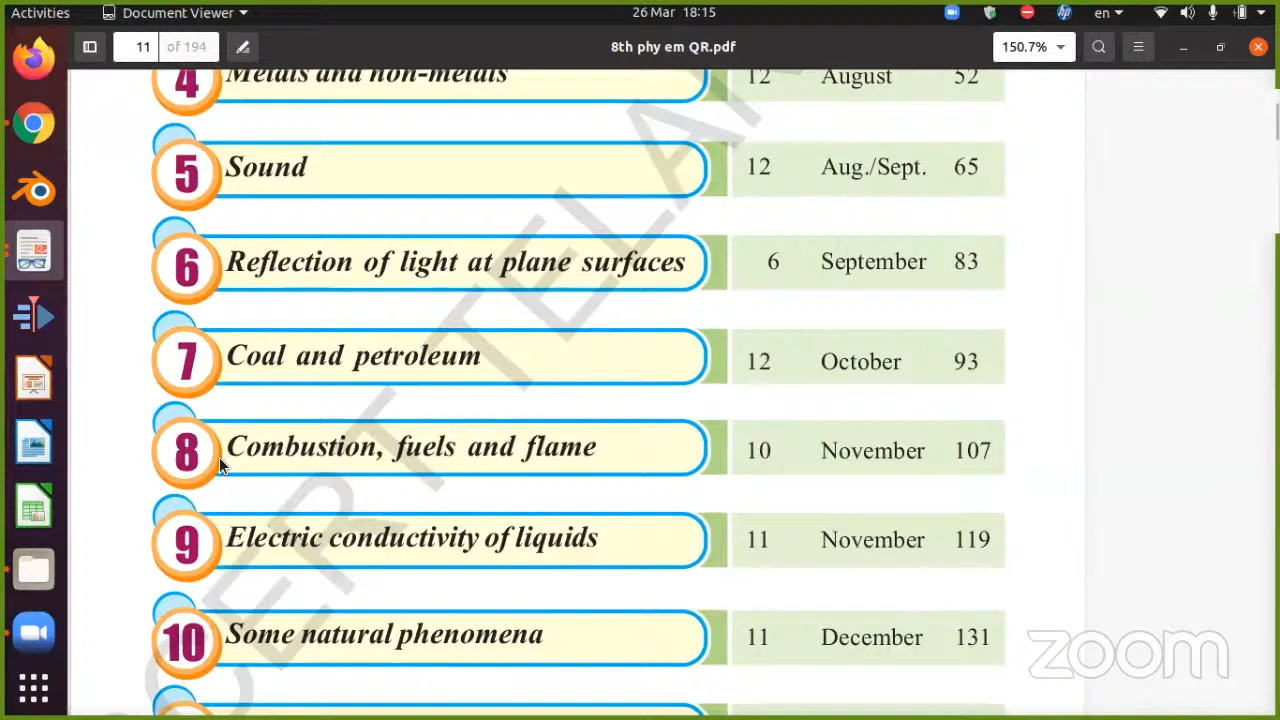 Activities Document Viewer 26 Mar 18:15 en
11 of 194 8th phy em QR.pdf 150.7%
4 Metals and non-metals 12 August 52
5 Sound 12 Aug./Sept. 65
6 Reflection of light at plane surfaces 6 September 83
7 Coal and petroleum 12 October 93
8 Combustion, fuels and flame 10 November 107
9 Electric conductivity of liquids 11 November 119
10 Some natural phenomena 11 December 131
CERT TELAN
zoom